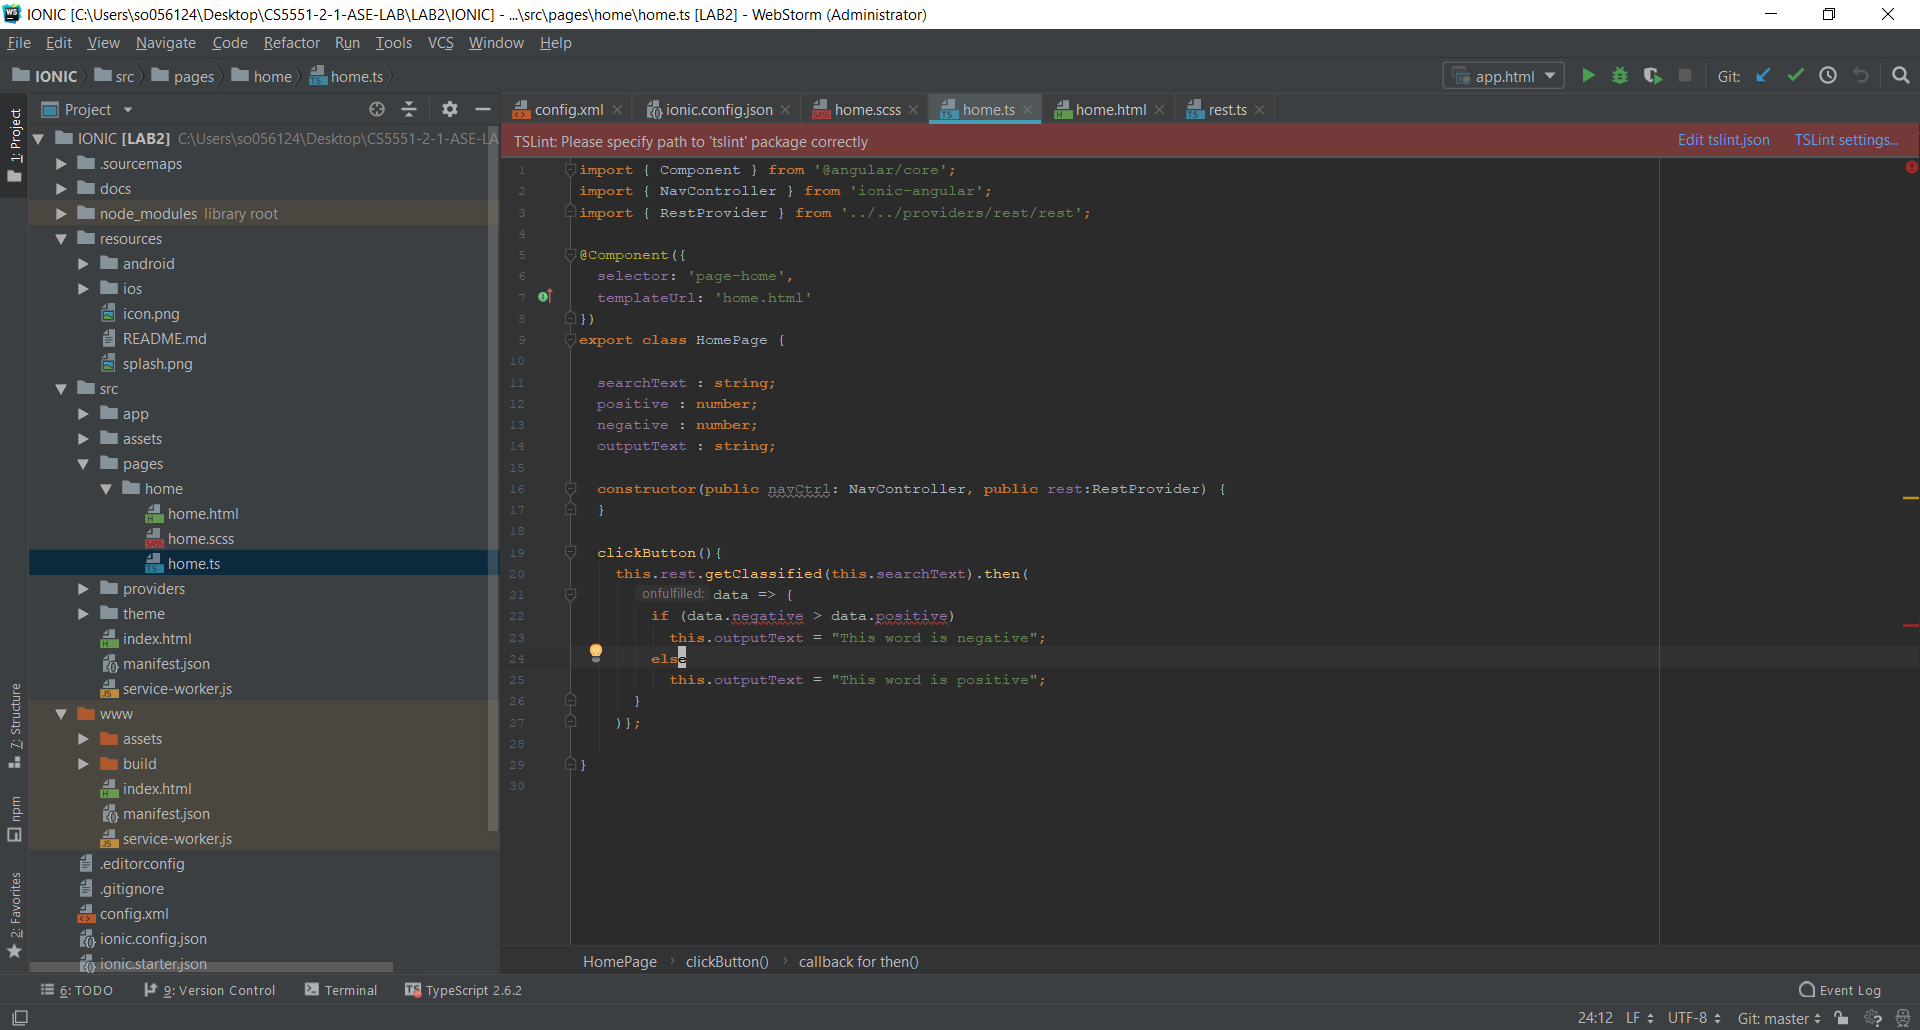 IONIC [C:\Users\so056124\Desktop\CS5551-2-1-ASE-LAB\LAB2\IONIC] - ...\src\pages\home\home.ts [LAB2] - WebStorm (Administrator)
File Edit View Navigate Code Refactor Run Tools VCS Window Help
IONIC src pages home home.ts
app.html Git:
Project
config.xml ionic.config.json home.scss home.ts home.html rest.ts
TSLint: Please specify path to 'tslint' package correctly Edit tslint.json TSLint settings...
1: Project
7: Structure
npm
2: Favorites
IONIC [LAB2] C:\Users\so056124\Desktop\CS5551-2-1-ASE-LA
.sourcemaps
docs
node_modules library root
resources
android
ios
icon.png
README.md
splash.png
src
app
assets
pages
home
home.html
home.scss
home.ts
providers
theme
index.html
manifest.json
service-worker.js
www
assets
build
index.html
manifest.json
service-worker.js
.editorconfig
.gitignore
config.xml
ionic.config.json
ionic.starter.json
1 import { Component } from '@angular/core';
2 import { NavController } from 'ionic-angular';
3 import { RestProvider } from '../../providers/rest/rest';
4
5 @Component({
6 selector: 'page-home',
7 templateUrl: 'home.html'
8 })
9 export class HomePage {
10
11 searchText : string;
12 positive : number;
13 negative : number;
14 outputText : string;
15
16 constructor(public navCtrl: NavController, public rest:RestProvider) {
17 }
18
19 clickButton(){
20 this.rest.getClassified(this.searchText).then(
21 onfulfilled: data => {
22 if (data.negative > data.positive)
23 this.outputText = "This word is negative";
24 else
25 this.outputText = "This word is positive";
26 }
27 )};
28
29 }
30
HomePage › clickButton() › callback for then()
6: TODO 9: Version Control Terminal TypeScript 2.6.2 Event Log
24:12 LF UTF-8 Git: master